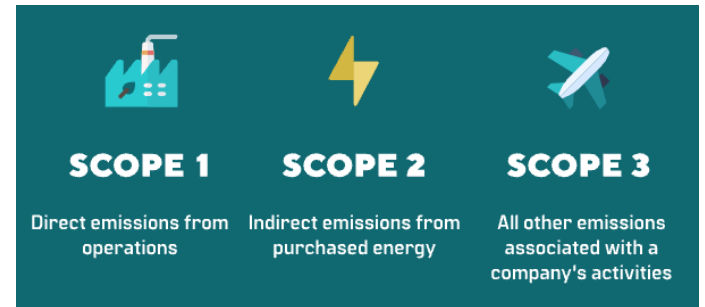 SCOPE 1
Direct emissions from
operations
SCOPE 2
Indirect emissions from
purchased energy
SCOPE 3
All other emissions
associated with a
company's activities